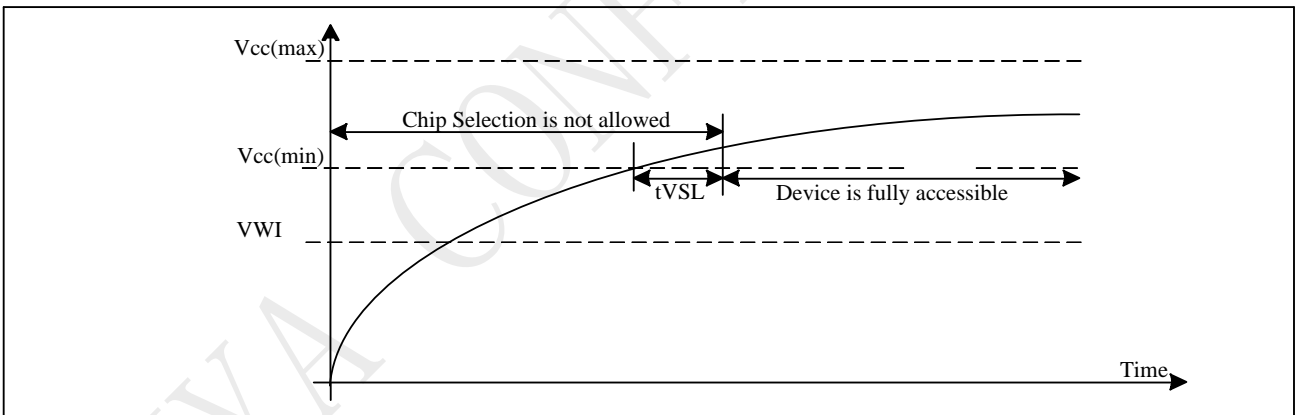 Vcc(max)
Chip Selection is not allowed
Vcc(min)
tVSL
Device is fully accessible
VWI
Time